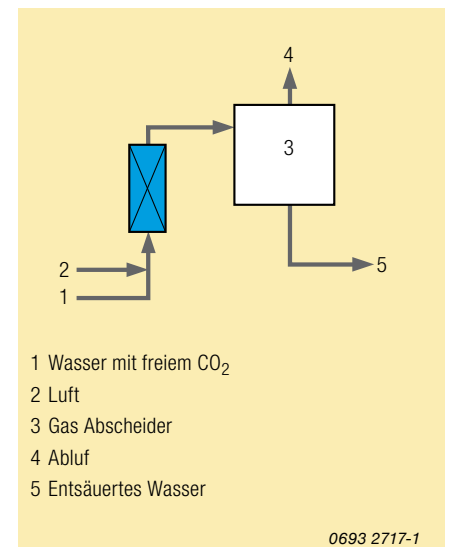 4
3
2
5
1
1 Wasser mit freiem CO₂
2 Luft
3 Gas Abscheider
4 Abluf
5 Entsäuertes Wasser
0693 2717-1